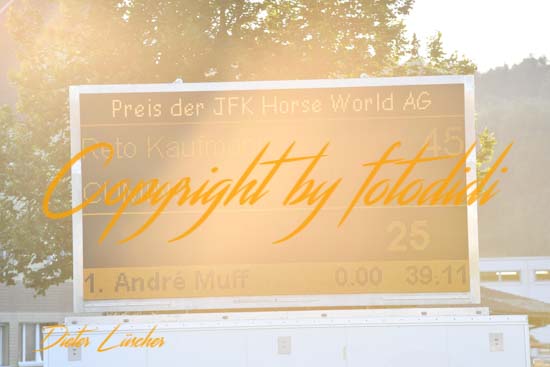 Preis der JFK Horse World AG
Reto Kaufmann 45
Copyright by fotodidi
25
1. André Muff 0.00 39.11
Dieter Lüscher